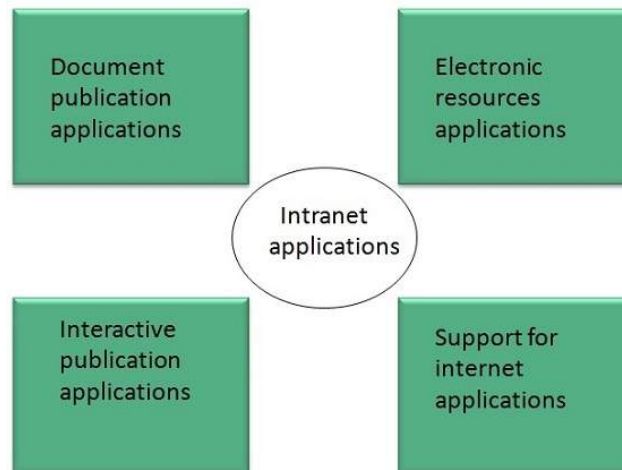 Document
publication
applications
Electronic
resources
applications
Intranet
applications
Interactive
publication
applications
Support for
internet
applications